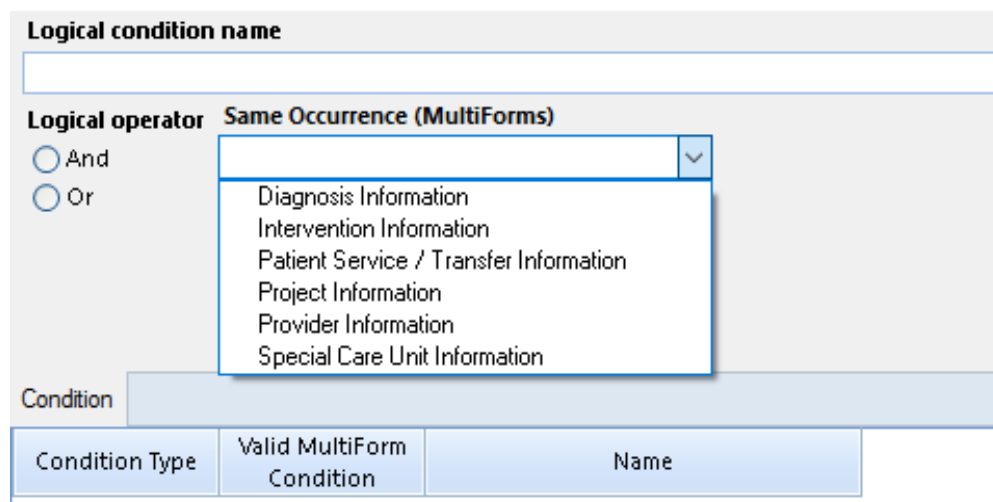 Logical condition name
Logical operator Same Occurrence (MultiForms)
And
Or
Diagnosis Information
Intervention Information
Patient Service / Transfer Information
Project Information
Provider Information
Special Care Unit Information
Condition
Condition Type
Valid MultiForm
Condition
Name